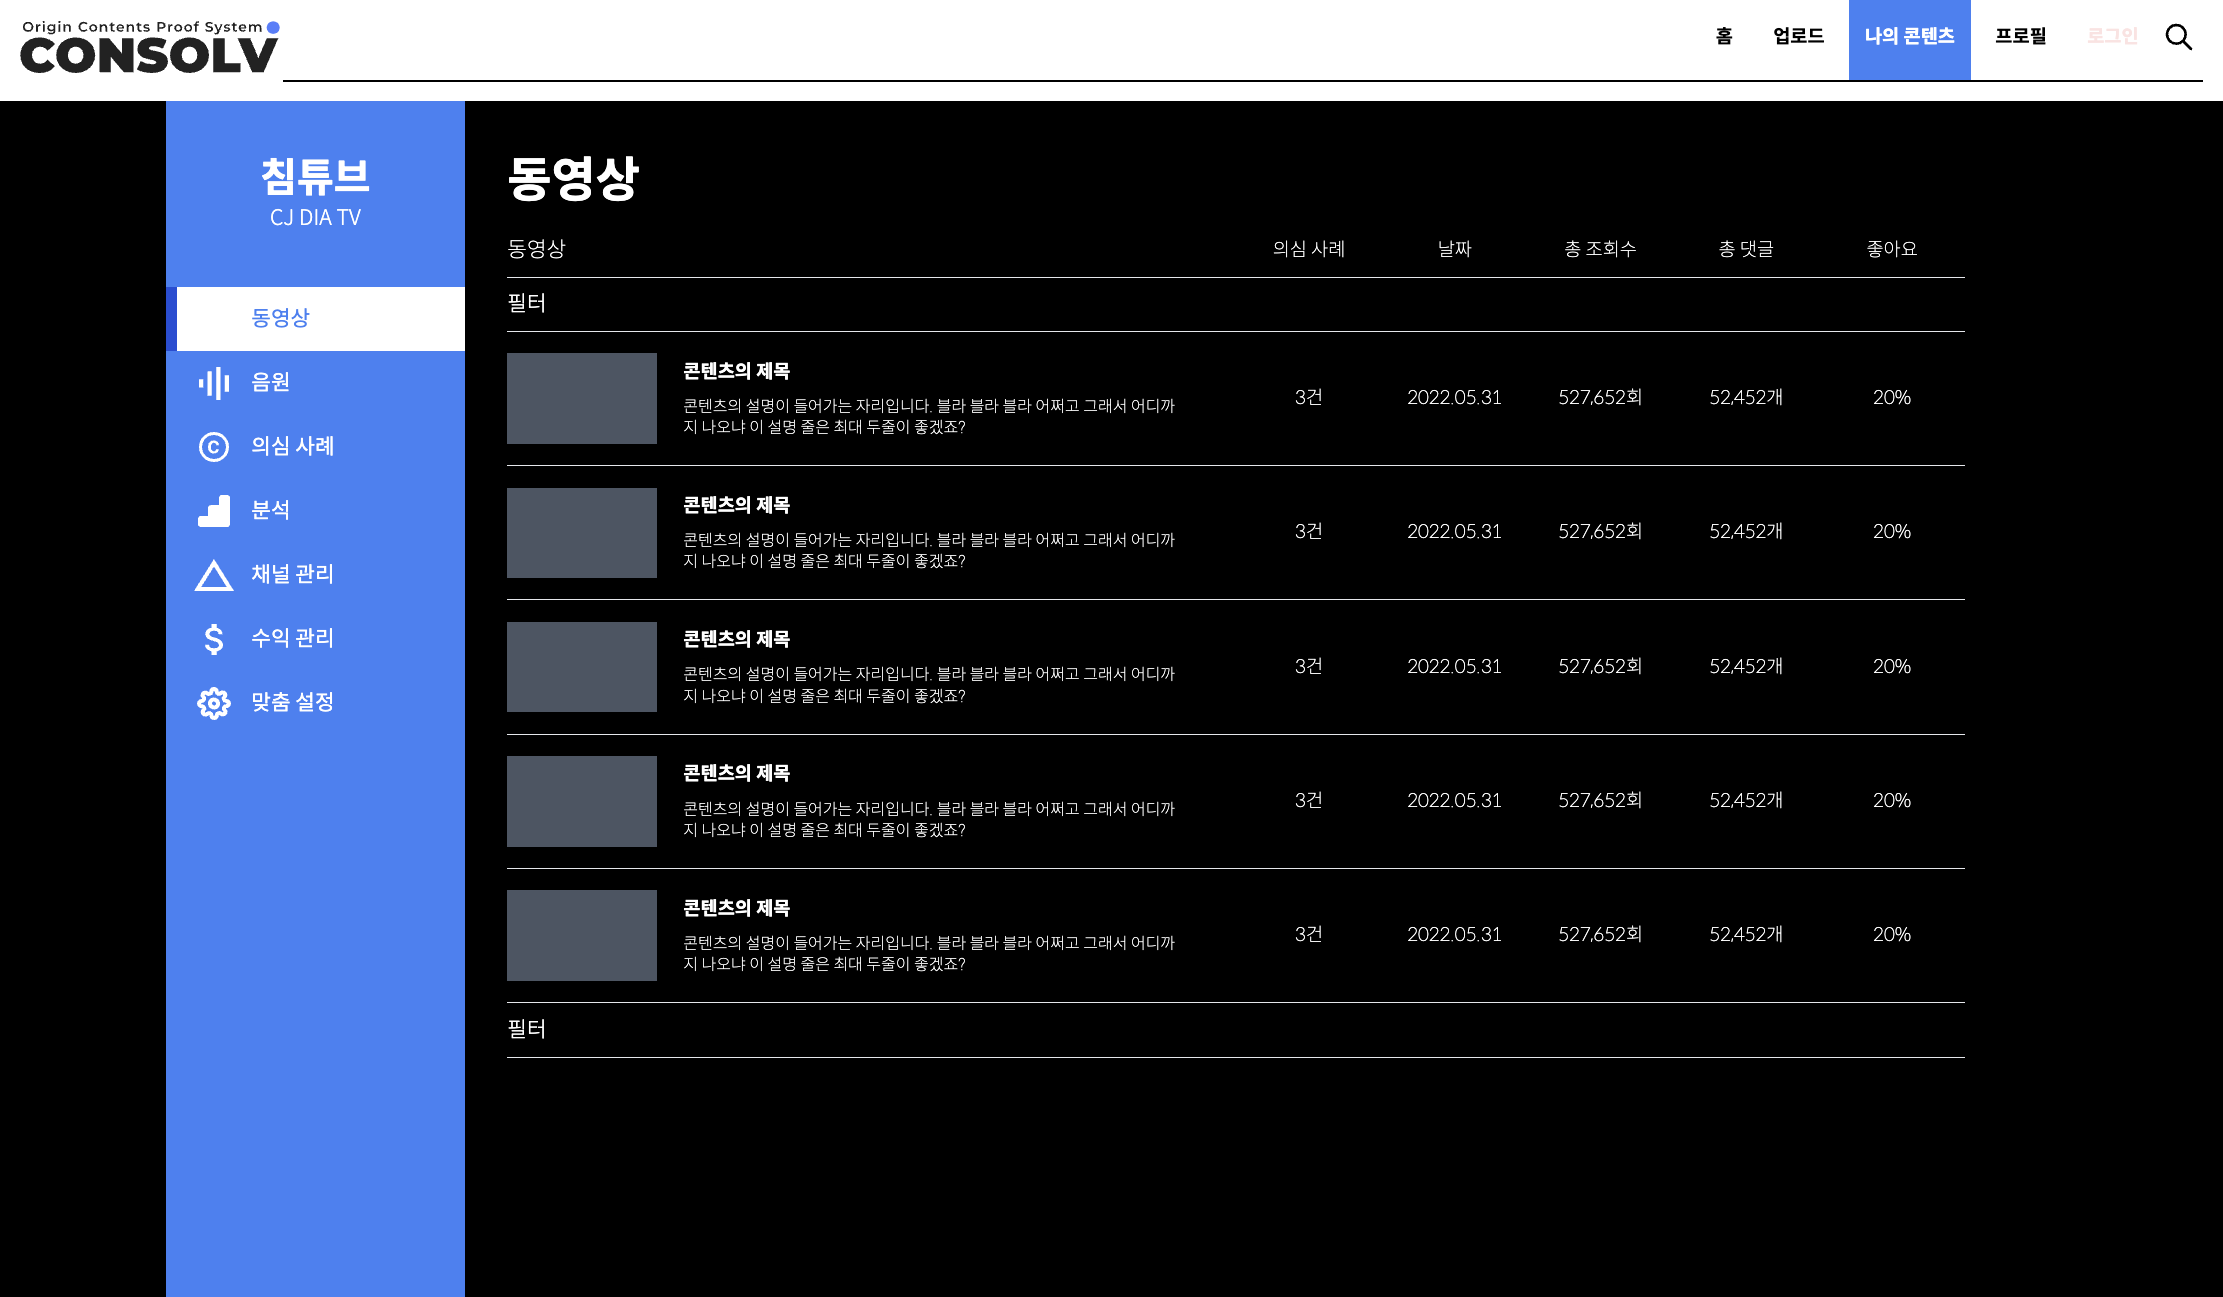 Origin Contents Proof System
CONSOLV
홈 업로드 나의 콘텐츠 프로필 로그인
침튜브
CJ DIA TV
동영상
음원
의심 사례
분석
채널 관리
수익 관리
맞춤 설정
동영상
동영상 의심 사례 날짜 총 조회수 총 댓글 좋아요
필터
콘텐츠의 제목
콘텐츠의 설명이 들어가는 자리입니다. 블라 블라 블라 어쩌고 그래서 어디까
지 나오냐 이 설명 줄은 최대 두줄이 좋겠죠?
3건 2022.05.31 527,652회 52,452개 20%
콘텐츠의 제목
콘텐츠의 설명이 들어가는 자리입니다. 블라 블라 블라 어쩌고 그래서 어디까
지 나오냐 이 설명 줄은 최대 두줄이 좋겠죠?
3건 2022.05.31 527,652회 52,452개 20%
콘텐츠의 제목
콘텐츠의 설명이 들어가는 자리입니다. 블라 블라 블라 어쩌고 그래서 어디까
지 나오냐 이 설명 줄은 최대 두줄이 좋겠죠?
3건 2022.05.31 527,652회 52,452개 20%
콘텐츠의 제목
콘텐츠의 설명이 들어가는 자리입니다. 블라 블라 블라 어쩌고 그래서 어디까
지 나오냐 이 설명 줄은 최대 두줄이 좋겠죠?
3건 2022.05.31 527,652회 52,452개 20%
콘텐츠의 제목
콘텐츠의 설명이 들어가는 자리입니다. 블라 블라 블라 어쩌고 그래서 어디까
지 나오냐 이 설명 줄은 최대 두줄이 좋겠죠?
3건 2022.05.31 527,652회 52,452개 20%
필터